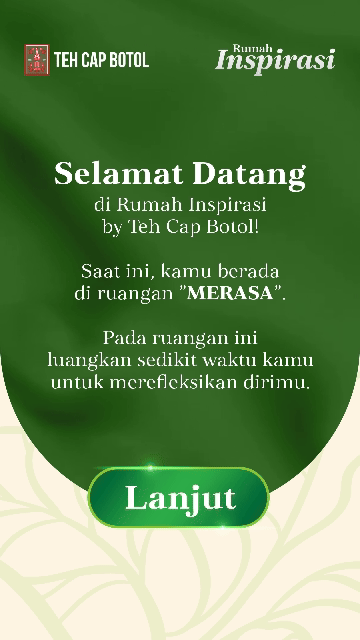 TEH CAP BOTOL
Rumah
Inspirasi
Selamat Datang
di Rumah Inspirasi
by Teh Cap Botol!
Saat ini, kamu berada
di ruangan "MERASA".
Pada ruangan ini
luangkan sedikit waktu kamu
untuk merefleksikan dirimu.
Lanjut